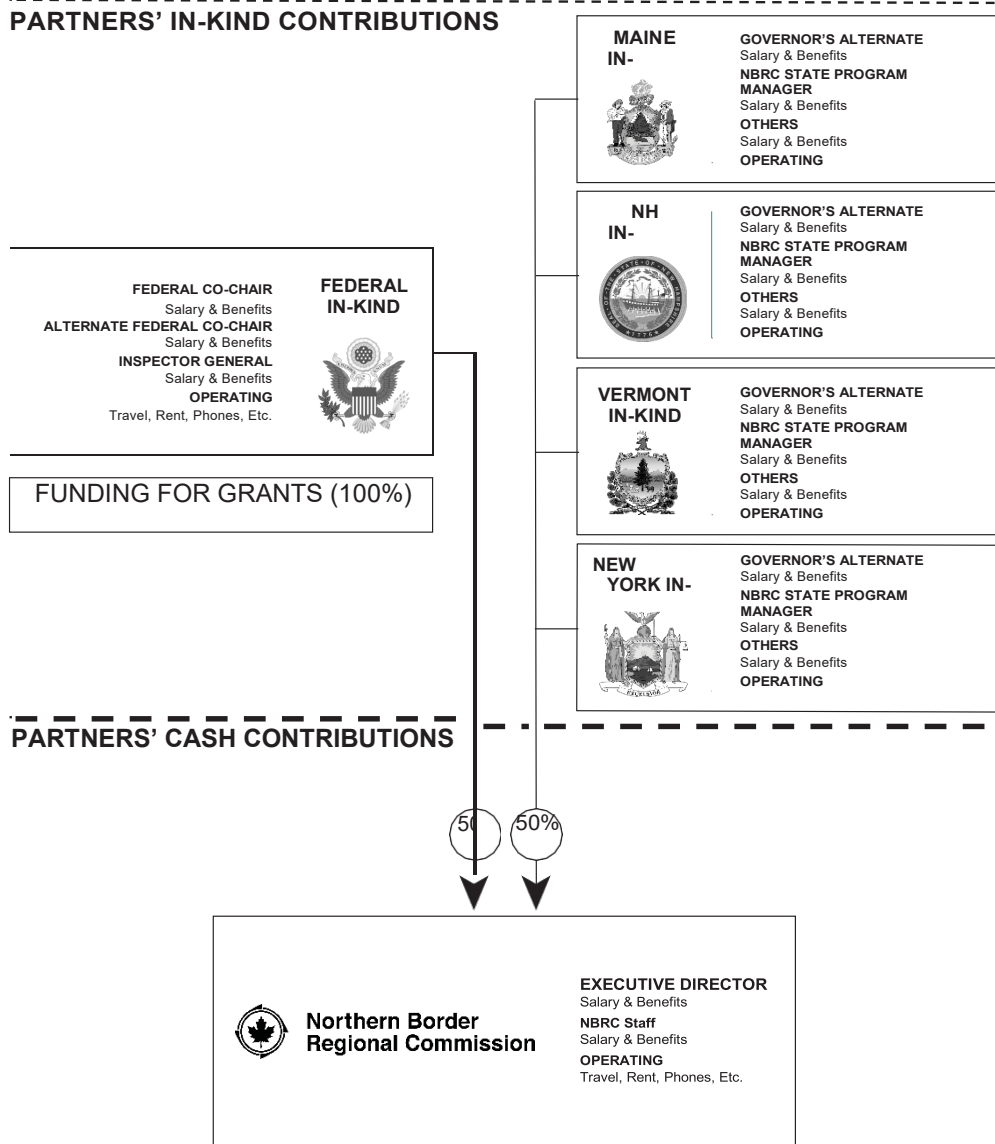 PARTNERS' IN-KIND CONTRIBUTIONS
MAINE
IN-
GOVERNOR'S ALTERNATE
Salary & Benefits
NBRC STATE PROGRAM
MANAGER
Salary & Benefits
OTHERS
Salary & Benefits
OPERATING
NH
IN-
GOVERNOR'S ALTERNATE
Salary & Benefits
NBRC STATE PROGRAM
MANAGER
Salary & Benefits
OTHERS
Salary & Benefits
OPERATING
FEDERAL CO-CHAIR
Salary & Benefits
ALTERNATE FEDERAL CO-CHAIR
Salary & Benefits
INSPECTOR GENERAL
Salary & Benefits
OPERATING
Travel, Rent, Phones, Etc.
FEDERAL
IN-KIND
FUNDING FOR GRANTS (100%)
VERMONT
IN-KIND
GOVERNOR'S ALTERNATE
Salary & Benefits
NBRC STATE PROGRAM
MANAGER
Salary & Benefits
OTHERS
Salary & Benefits
OPERATING
NEW
YORK IN-
EXCELSIOR
GOVERNOR'S ALTERNATE
Salary & Benefits
NBRC STATE PROGRAM
MANAGER
Salary & Benefits
OTHERS
Salary & Benefits
OPERATING
PARTNERS' CASH CONTRIBUTIONS
50
50%
Northern Border
Regional Commission
EXECUTIVE DIRECTOR
Salary & Benefits
NBRC Staff
Salary & Benefits
OPERATING
Travel, Rent, Phones, Etc.